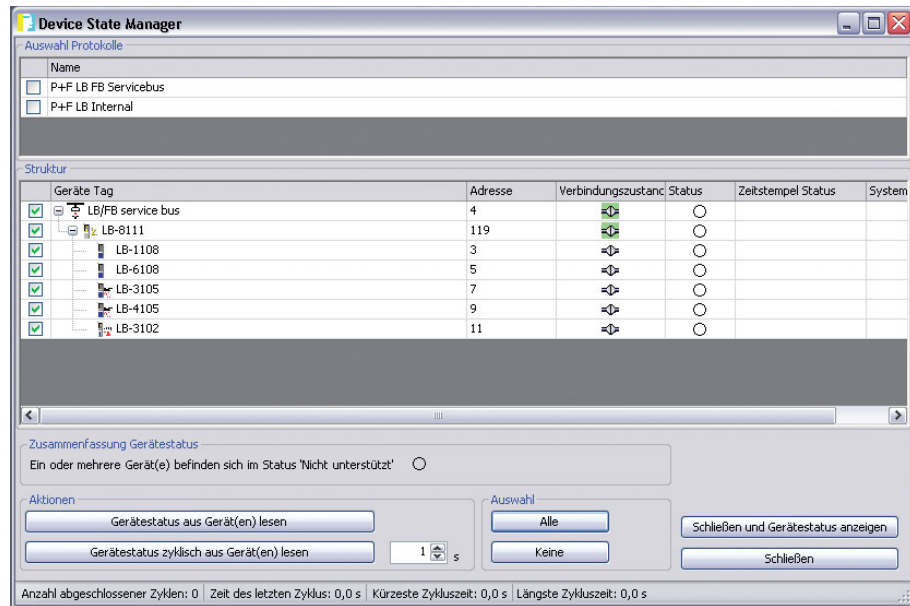 Device State Manager
Auswahl Protokolle
Name
P+F LB FB Servicebus
P+F LB Internal
Struktur
Geräte Tag Adresse Verbindungszustand Status Zeitstempel Status System
LB/FB service bus 4
LB-8111 119
LB-1108 3
LB-6108 5
LB-3105 7
LB-4105 9
LB-3102 11
Zusammenfassung Gerätestatus
Ein oder mehrere Gerät(e) befinden sich im Status 'Nicht unterstützt'
Aktionen
Auswahl
Gerätestatus aus Gerät(en) lesen
Alle
Schließen und Gerätestatus anzeigen
Gerätestatus zyklisch aus Gerät(en) lesen
1 s
Keine
Schließen
Anzahl abgeschlossener Zyklen: 0 Zeit des letzten Zyklus: 0,0 s Kürzeste Zykluszeit: 0,0 s Längste Zykluszeit: 0,0 s